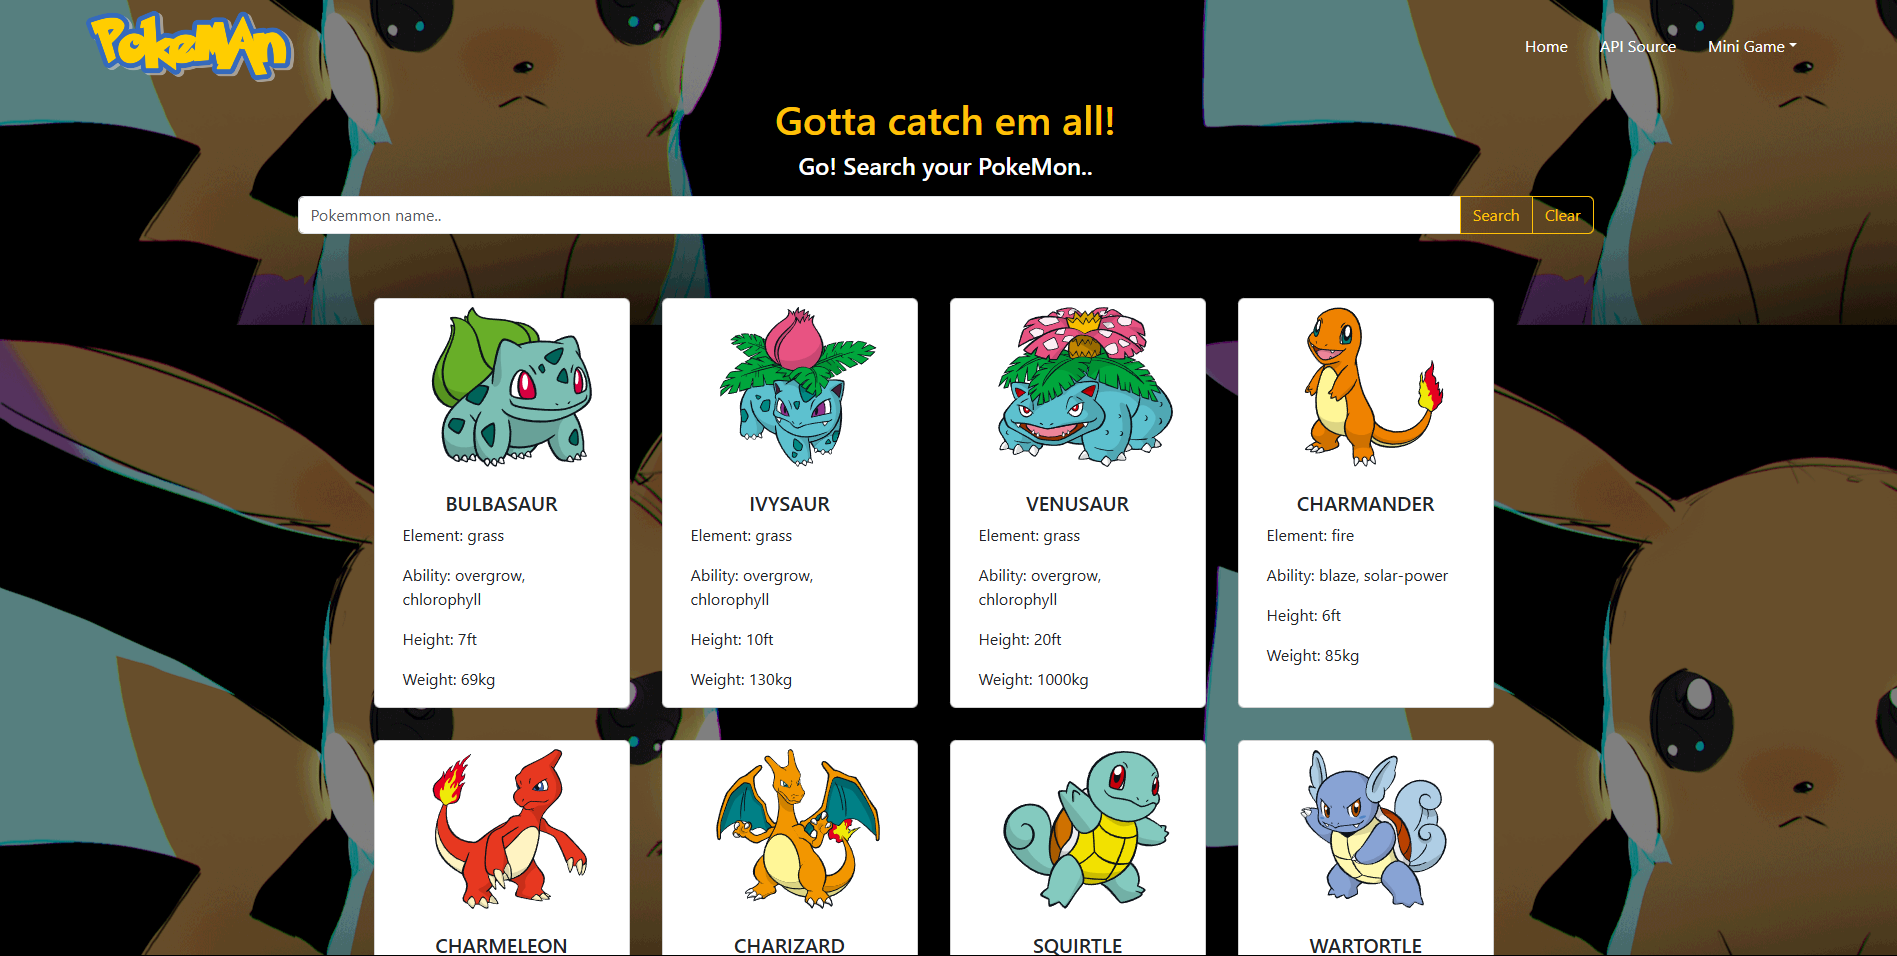 PokeMAn
Home API Source Mini Game
Gotta catch em all!
Go! Search your PokeMon..
Pokemmon name.. Search Clear
BULBASAUR
Element: grass
Ability: overgrow,
chlorophyll
Height: 7ft
Weight: 69kg
IVYSAUR
Element: grass
Ability: overgrow,
chlorophyll
Height: 10ft
Weight: 130kg
VENUSAUR
Element: grass
Ability: overgrow,
chlorophyll
Height: 20ft
Weight: 1000kg
CHARMANDER
Element: fire
Ability: blaze, solar-power
Height: 6ft
Weight: 85kg
CHARMELEON
CHARIZARD
SQUIRTLE
WARTORTLE